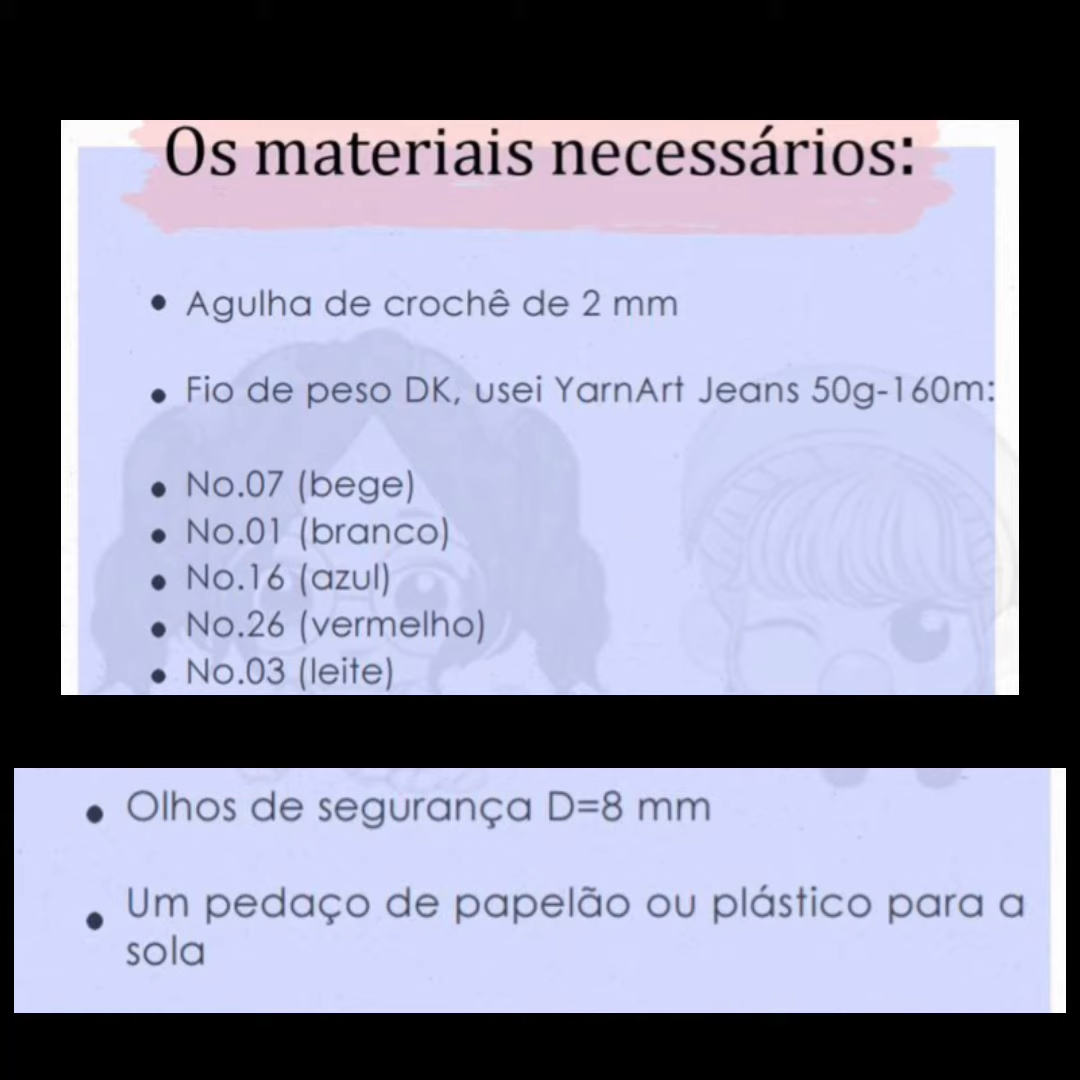 Os materiais necessários:
• Agulha de crochê de 2 mm
• Fio de peso DK, usei YarnArt Jeans 50g-160m:
• No.07 (bege)
• No.01 (branco)
• No.16 (azul)
• No.26 (vermelho)
• No.03 (leite)
• Olhos de segurança D=8 mm
• Um pedaço de papelão ou plástico para a
sola